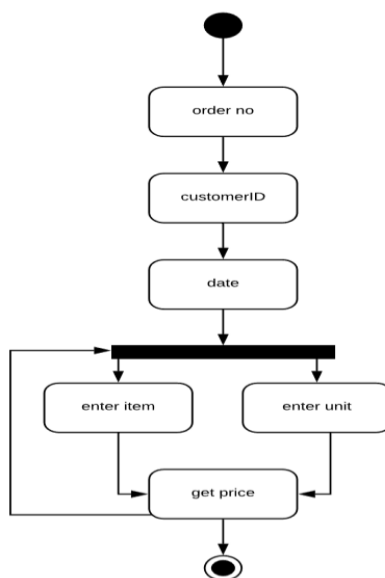 order no
customerID
date
enter item
enter unit
get price